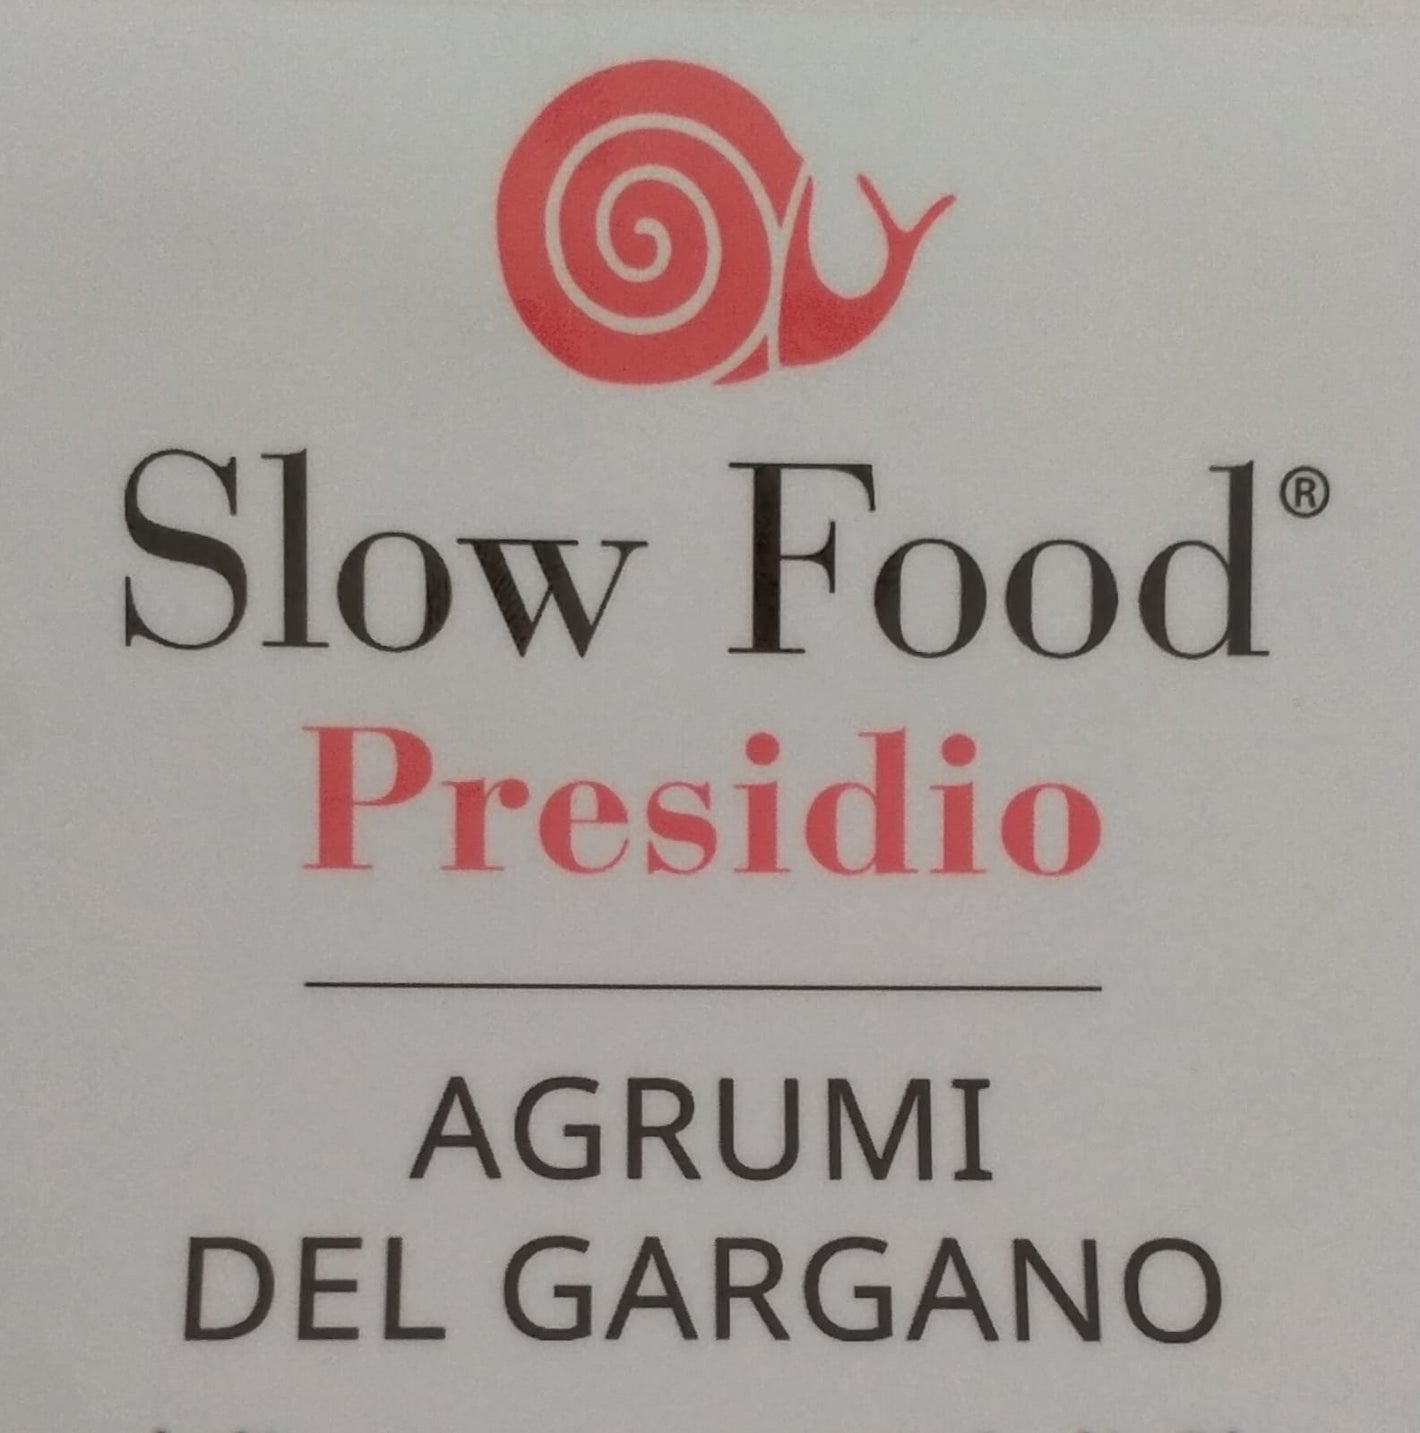 Slow Food®
Presidio
AGRUMI
DEL GARGANO